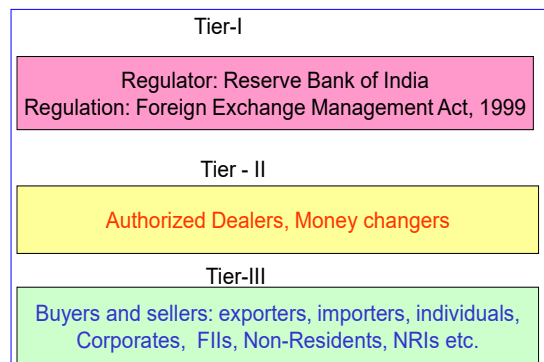 Tier-I
Regulator: Reserve Bank of India
Regulation: Foreign Exchange Management Act, 1999
Tier - II
Authorized Dealers, Money changers
Tier-III
Buyers and sellers: exporters, importers, individuals,
Corporates, FIIs, Non-Residents, NRIs etc.